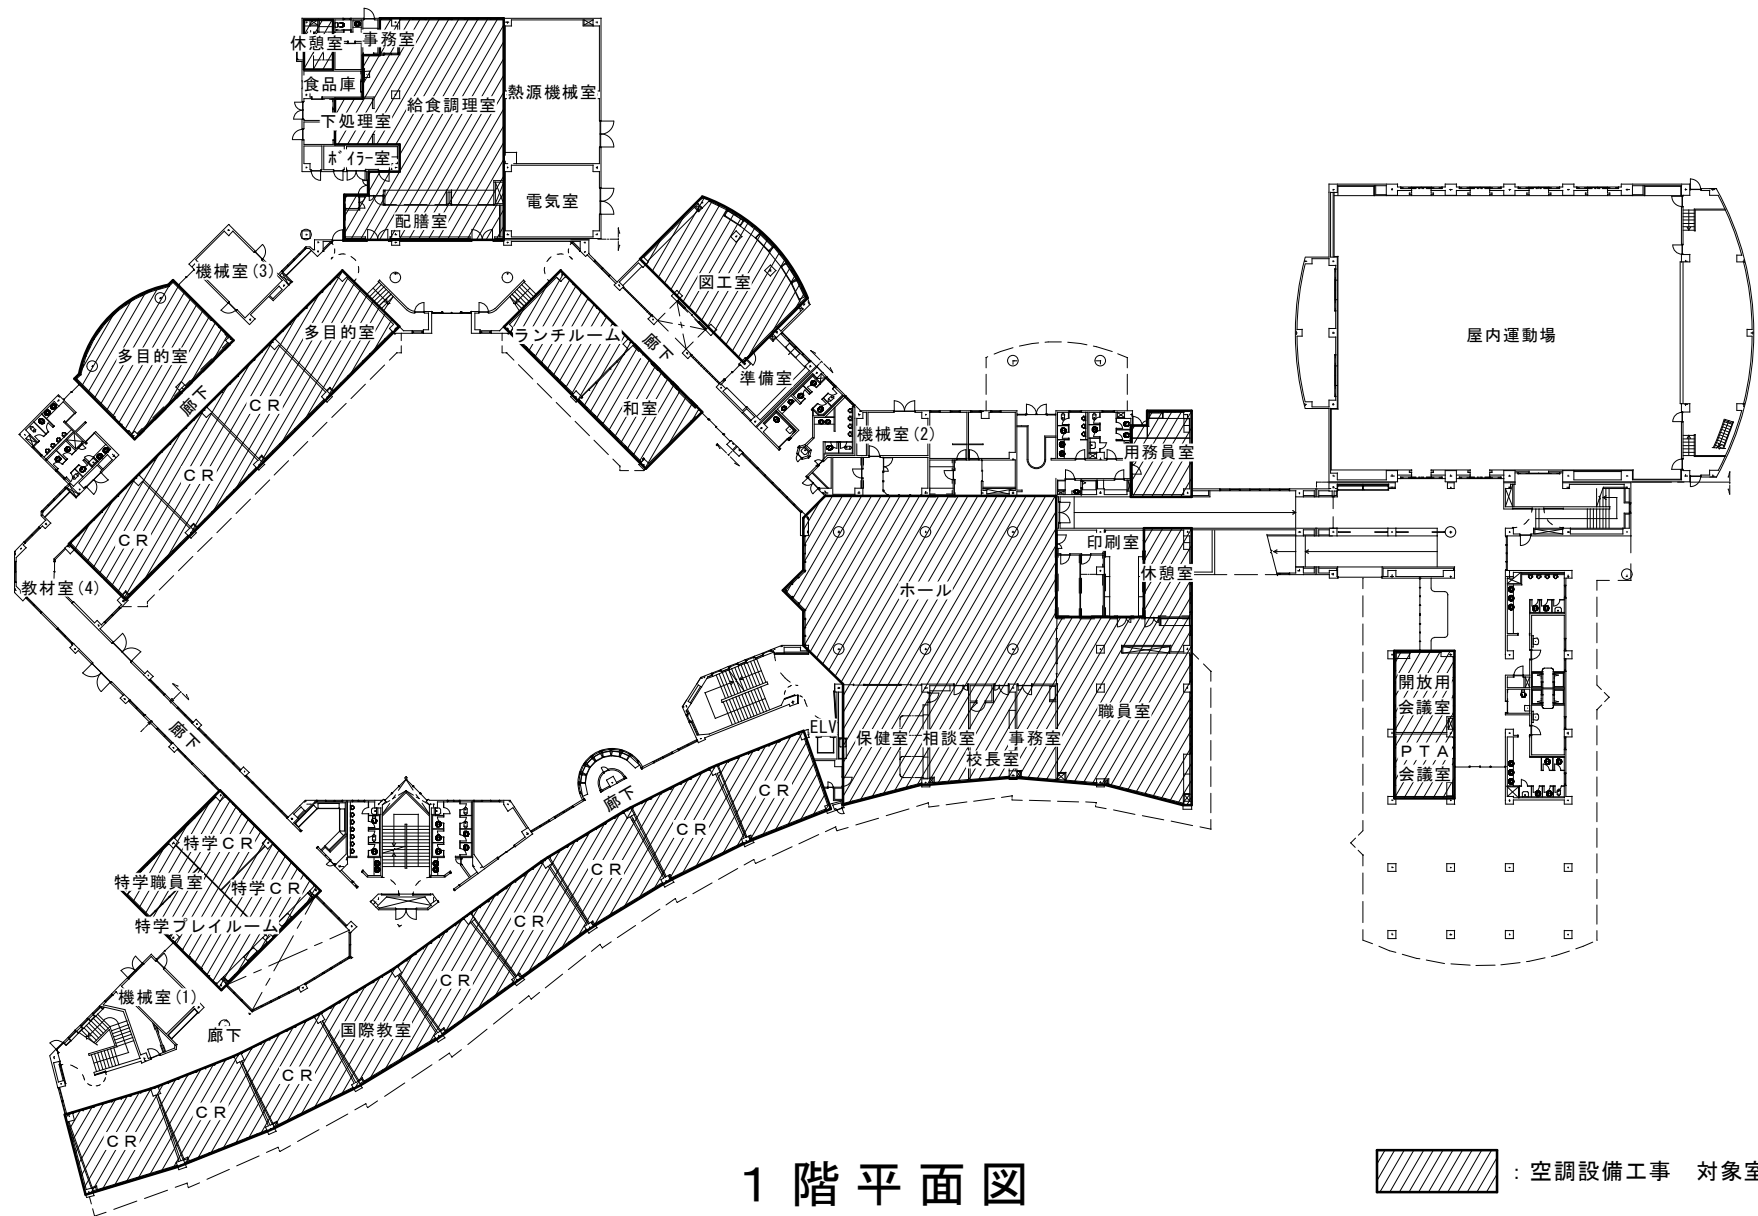 休憩室
事務室
食品庫
給食調理室
熱源機械室
下処理室
ﾎﾞｲﾗｰ室
電気室
配膳室
機械室(3)
図工室
多目的室
ランチルーム
廊下
屋内運動場
多目的室
準備室
廊下
CR
和室
機械室(2)
用務員室
CR
CR
印刷室
休憩室
教材室(4)
ホール
開放用
会議室
職員室
ELV
保健室
相談室
事務室
校長室
廊下
PTA
会議室
CR
廊下
CR
特学CR
CR
特学職員室
特学CR
CR
特学プレイルーム
CR
機械室(1)
廊下
国際教室
CR
CR
CR
1階平面図
:空調設備工事 対象室